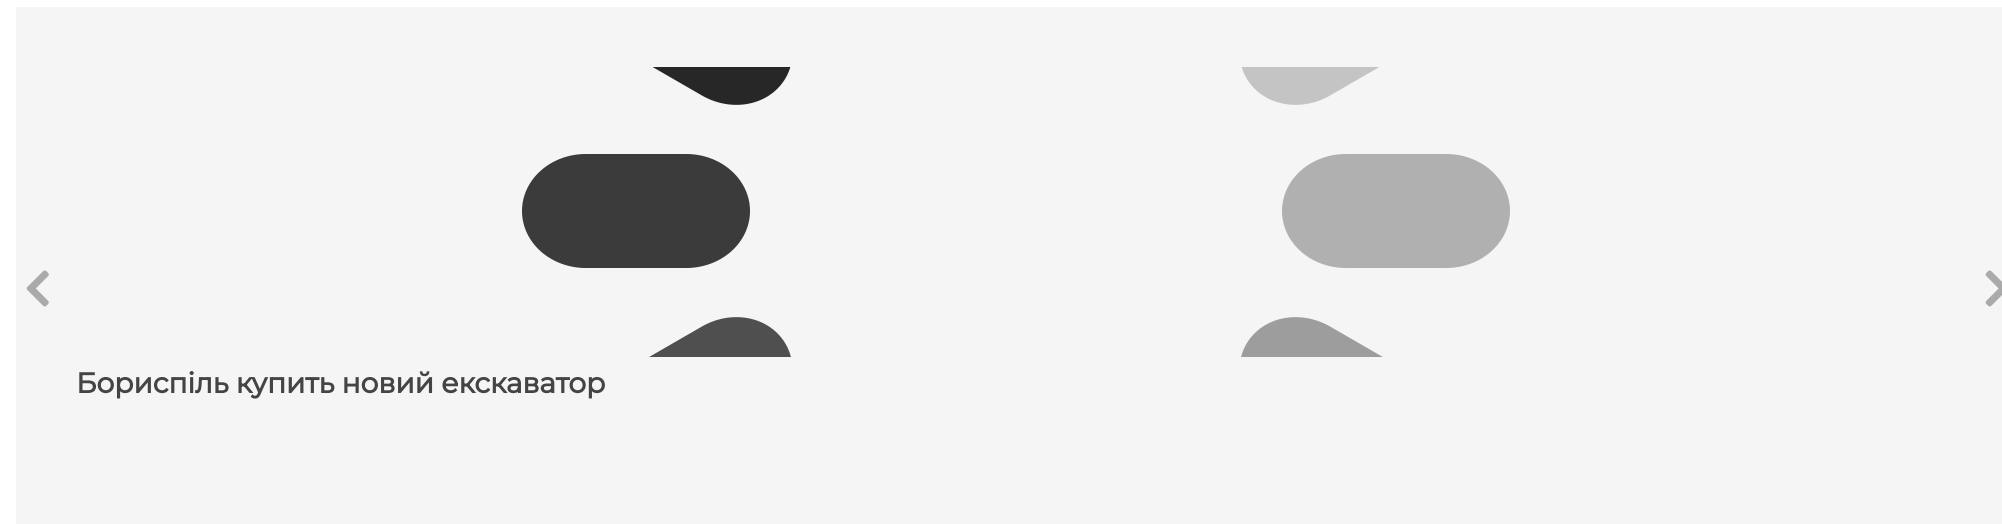 Бориспіль купить новий екскаватор